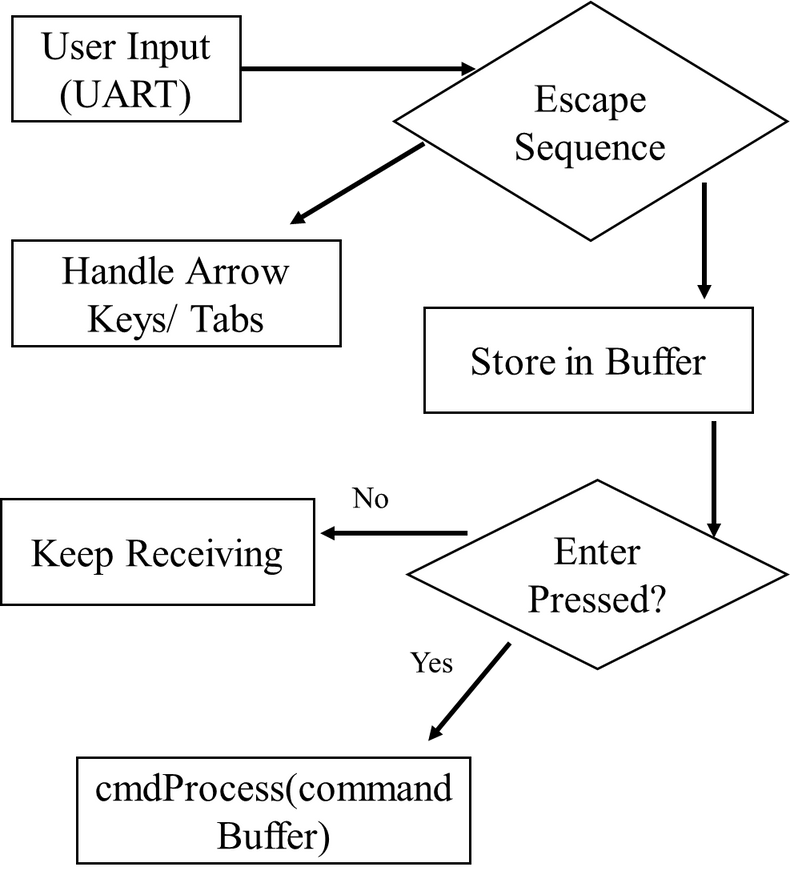 User Input
(UART)
Escape
Sequence
Handle Arrow
Keys/ Tabs
Store in Buffer
No
Keep Receiving
Enter
Pressed?
Yes
cmdProcess(command
Buffer)